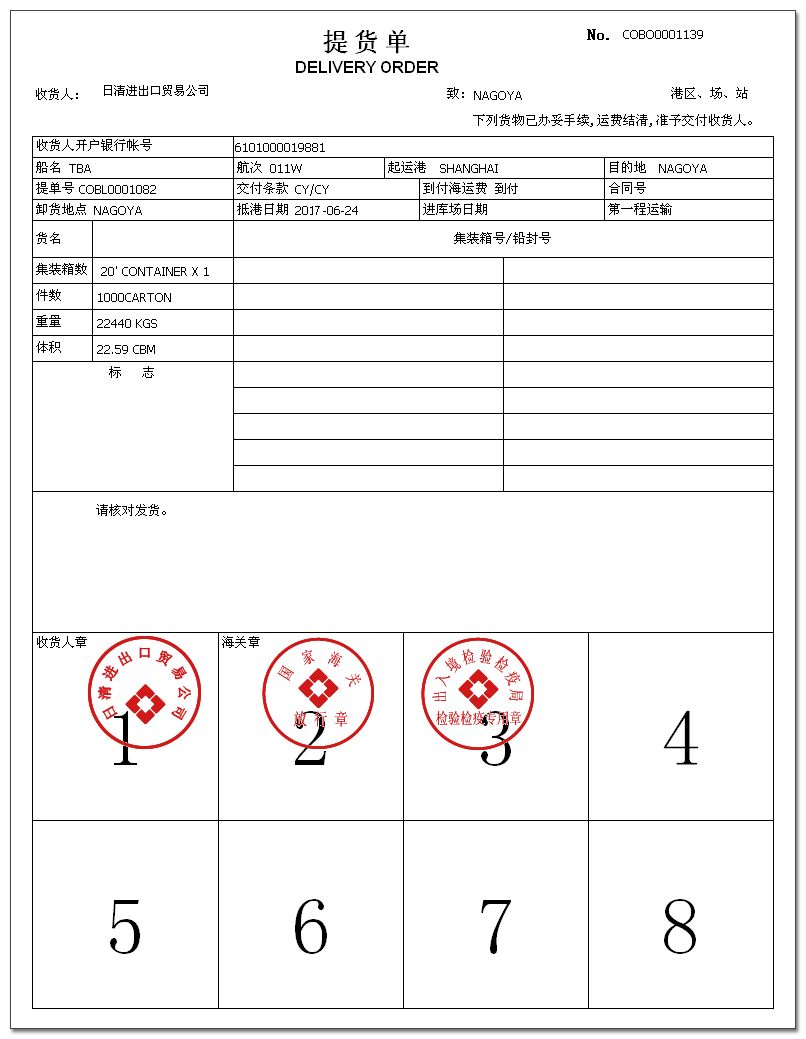 提货单
No. COBO0001139
DELIVERY ORDER
收货人： 日清进出口贸易公司 致：NAGOYA 港区、场、站
下列货物已办妥手续,运费结清,准予交付收货人。
收货人开户银行帐号 6101000019881
船名 TBA 航次 011W 起运港 SHANGHAI 目的地 NAGOYA
提单号 COBL0001082 交付条款 CY/CY 到付海运费 到付 合同号
卸货地点 NAGOYA 抵港日期 2017-06-24 进库场日期 第一程运输
货名 集装箱号/铅封号
集装箱数 20' CONTAINER X 1
件数 1000CARTON
重量 22440 KGS
体积 22.59 CBM
标 志
请核对发货。
收货人章 海关章
日清进出口贸易公司
国家海关
放行章
出入境检验检疫局
检验检疫专用章
1 2 3 4
5 6 7 8